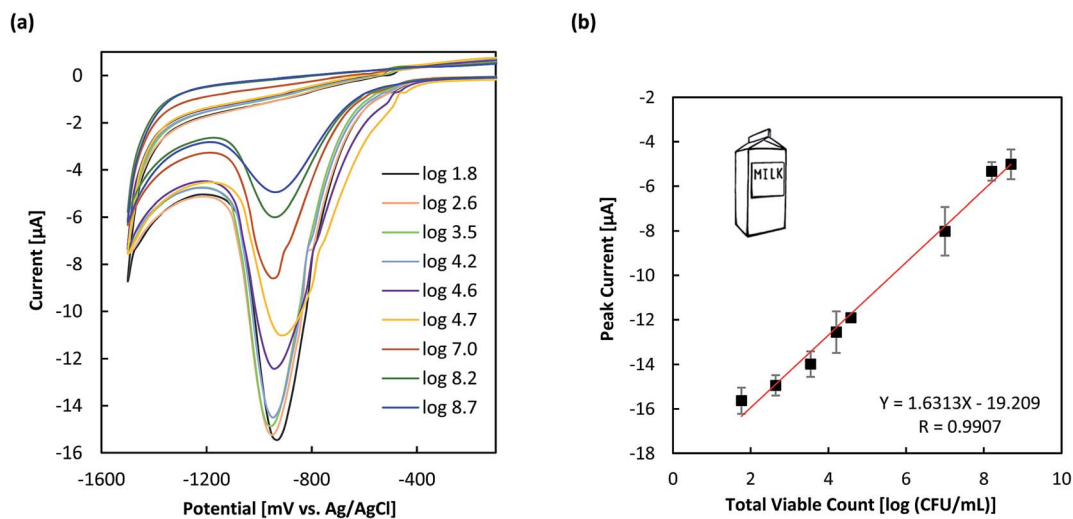 (a)
0
-2
-4
-6
-8
-10
-12
-14
-16
-1600
-1200
-800
-400
Current [µA]
Potential [mV vs. Ag/AgCl]
log 1.8
log 2.6
log 3.5
log 4.2
log 4.6
log 4.7
log 7.0
log 8.2
log 8.7
(b)
-2
-4
-6
-8
-10
-12
-14
-16
-18
0
2
4
6
8
10
Peak Current [µA]
Total Viable Count [log (CFU/mL)]
MILK
Y = 1.6313X - 19.209
R = 0.9907